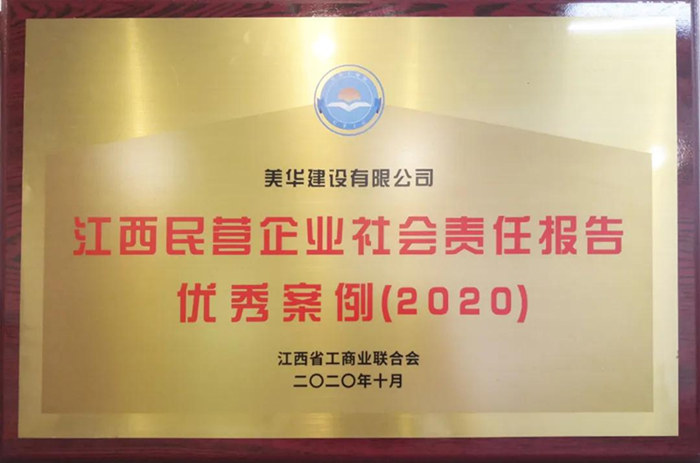 美华建设有限公司
江西民营企业社会责任报告
优秀案例(2020)
江西省工商业联合会
二〇二〇年十月